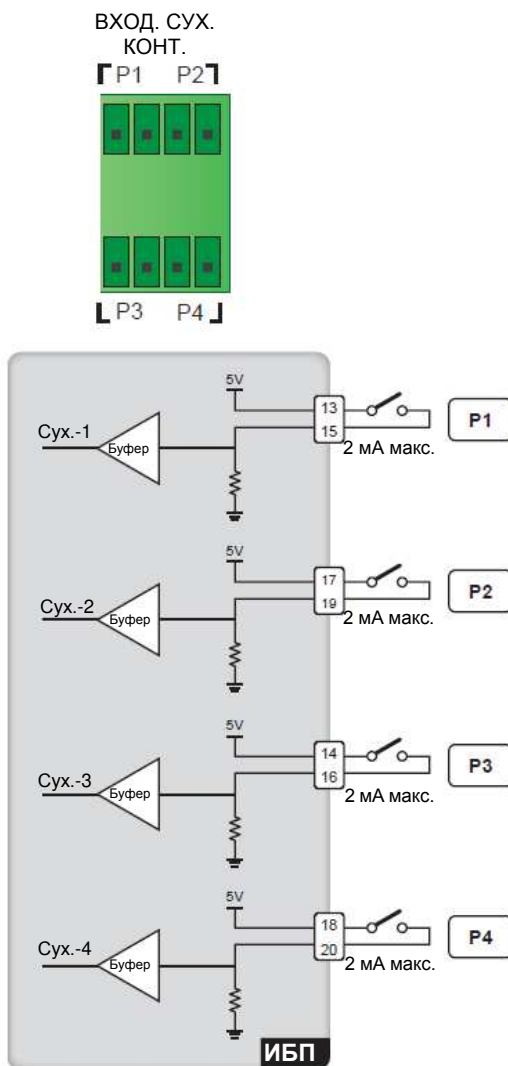 ВХОД. СУХ.
КОНТ.
P1 P2
P3 P4
5V
13
Сух.-1
Буфер
15
2 мА макс.
P1
5V
17
Сух.-2
Буфер
19
2 мА макс.
P2
5V
14
Сух.-3
Буфер
16
2 мА макс.
P3
5V
18
Сух.-4
Буфер
20
2 мА макс.
P4
ИБП